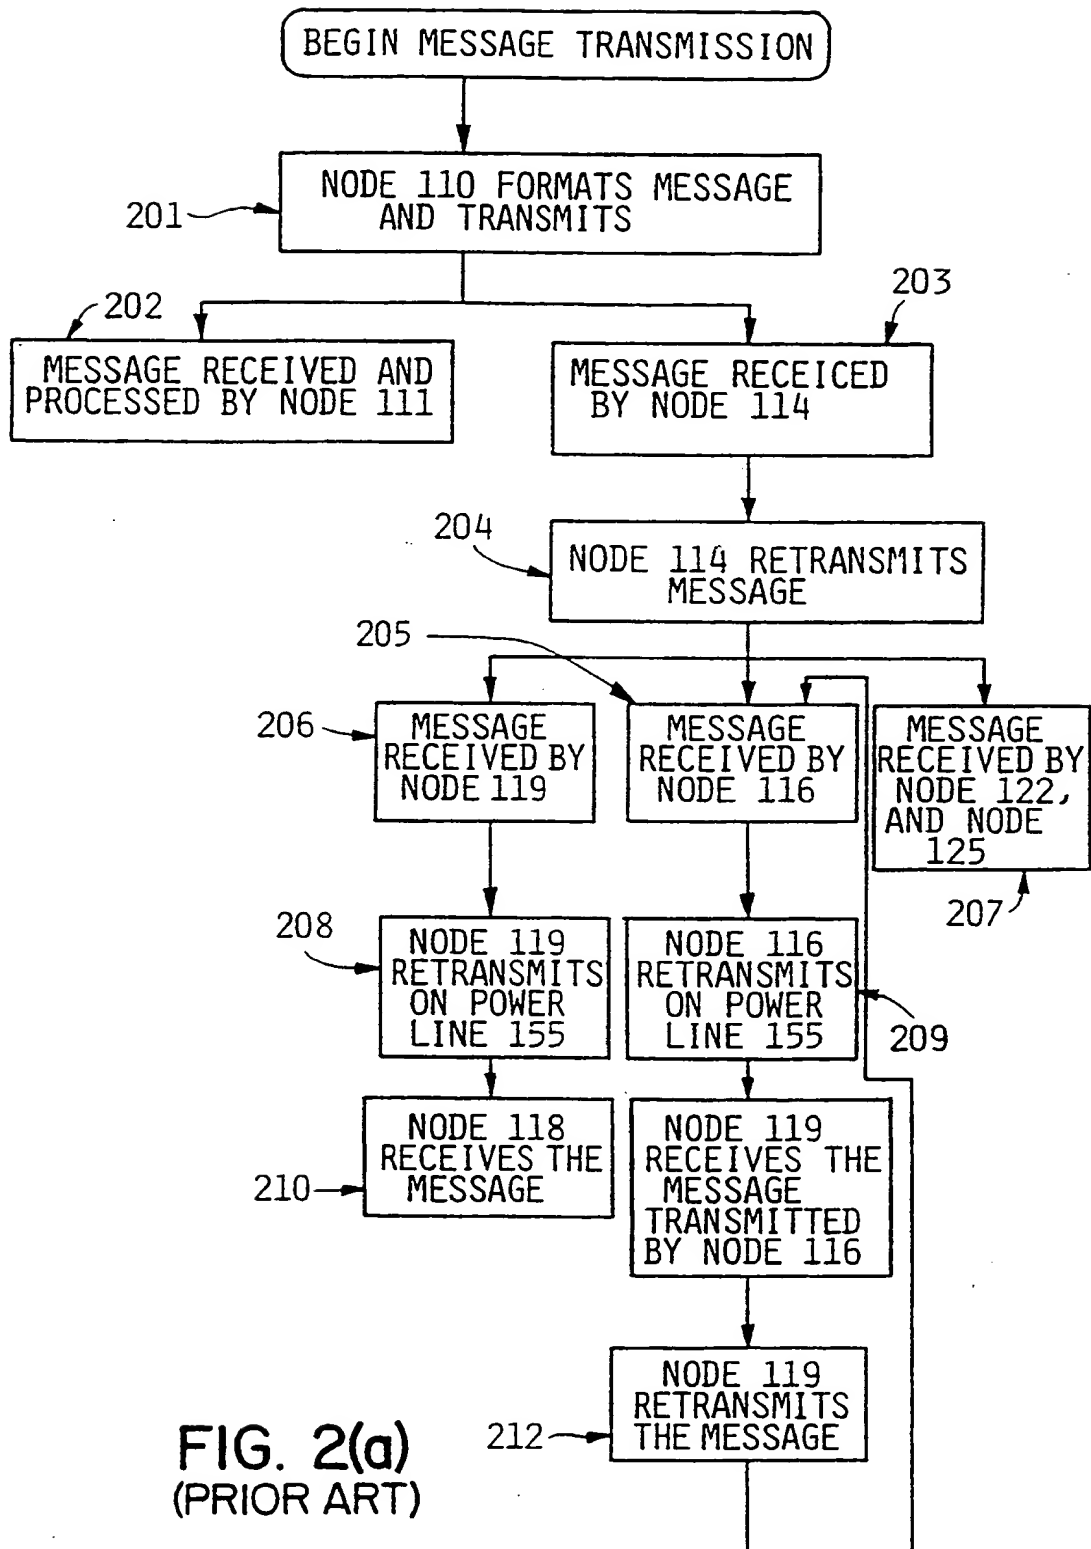 BEGIN MESSAGE TRANSMISSION
NODE 110 FORMATS MESSAGE
AND TRANSMITS
201
202
203
MESSAGE RECEIVED AND
PROCESSED BY NODE 111
MESSAGE RECEICED
BY NODE 114
204
NODE 114 RETRANSMITS
MESSAGE
205
206
MESSAGE
RECEIVED BY
NODE 119
MESSAGE
RECEIVED BY
NODE 116
MESSAGE
RECEIVED BY
NODE 122,
AND NODE
125
207
208
NODE 119
RETRANSMITS
ON POWER
LINE 155
NODE 116
RETRANSMITS
ON POWER
LINE 155
209
NODE 118
RECEIVES THE
MESSAGE
210
NODE 119
RECEIVES THE
MESSAGE
TRANSMITTED
BY NODE 116
NODE 119
RETRANSMITS
THE MESSAGE
212
FIG. 2(a)
(PRIOR ART)